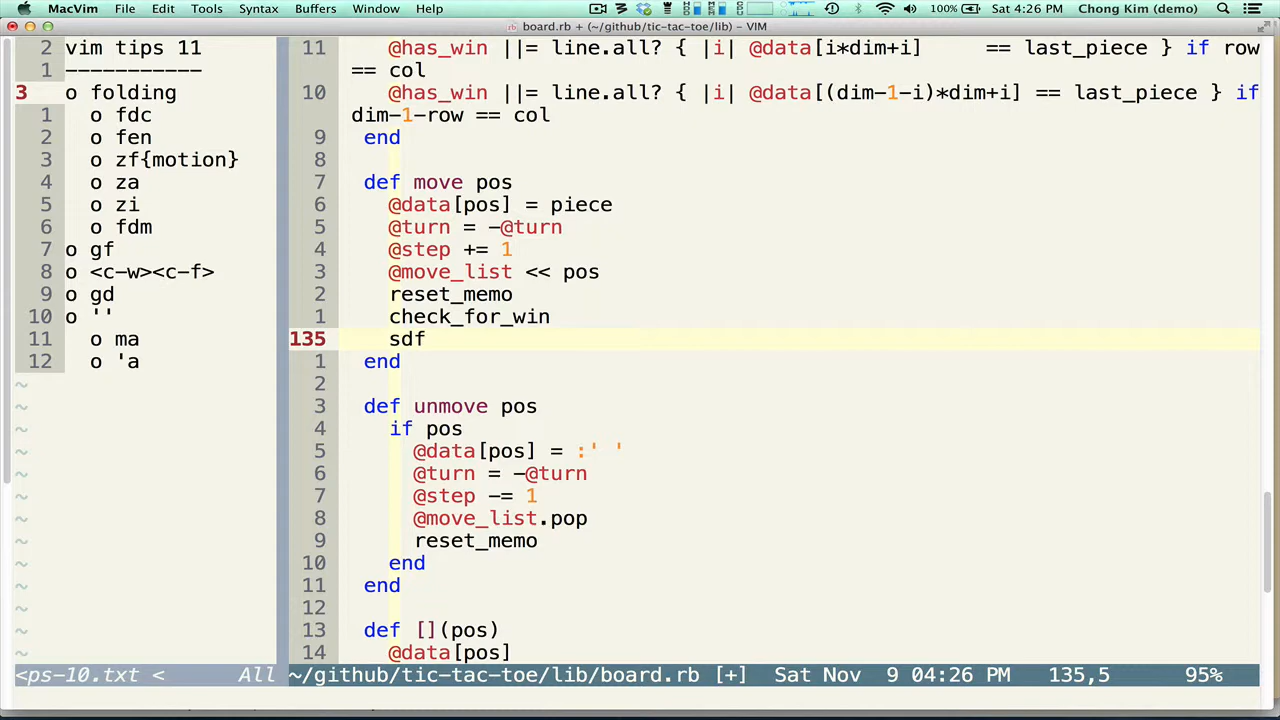 MacVim File Edit Tools Syntax Buffers Window Help 100% Sat 4:26 PM Chong Kim (demo)
board.rb + (~/github/tic-tac-toe/lib) - VIM
2 vim tips 11
1 -----------
3 o folding
1 o fdc
2 o fen
3 o zf{motion}
4 o za
5 o zi
6 o fdm
7 o gf
8 o <c-w><c-f>
9 o gd
10 o ''
11 o ma
12 o 'a
~
~
~
~
~
~
~
~
~
~
~
~
~
<ps-10.txt < All
11 @has_win ||= line.all? { |i| @data[i*dim+i] == last_piece } if row
== col
10 @has_win ||= line.all? { |i| @data[(dim-1-i)*dim+i] == last_piece } if
dim-1-row == col
9 end
8
7 def move pos
6 @data[pos] = piece
5 @turn = -@turn
4 @step += 1
3 @move_list << pos
2 reset_memo
1 check_for_win
135 sdf
1 end
2
3 def unmove pos
4 if pos
5 @data[pos] = :' '
6 @turn = -@turn
7 @step -= 1
8 @move_list.pop
9 reset_memo
10 end
11 end
12
13 def [](pos)
14 @data[pos]
~/github/tic-tac-toe/lib/board.rb [+] Sat Nov 9 04:26 PM 135,5 95%